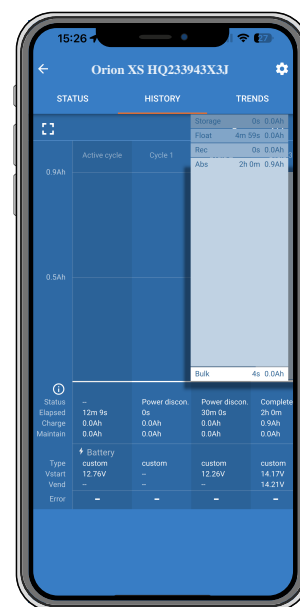 15:26
Orion XS HQ233943X3J
STATUS HISTORY TRENDS
Storage 0s 0.0Ah
Float 4m 59s 0.0Ah
Rec 0s 0.0Ah
Abs 2h 0m 0.9Ah
Active cycle Cycle 1
0.9Ah
0.5Ah
Bulk 4s 0.0Ah
Status -- Power discon. Power discon. Complete
Elapsed 12m 9s 0s 30m 0s 2h 0m
Charge 0.0Ah 0.0Ah 0.0Ah 0.9Ah
Maintain 0.0Ah 0.0Ah 0.0Ah 0.0Ah
Battery
Type custom custom custom custom
Vstart 12.76V -- 12.26V 14.17V
Vend -- -- -- 14.21V
Error – – – –